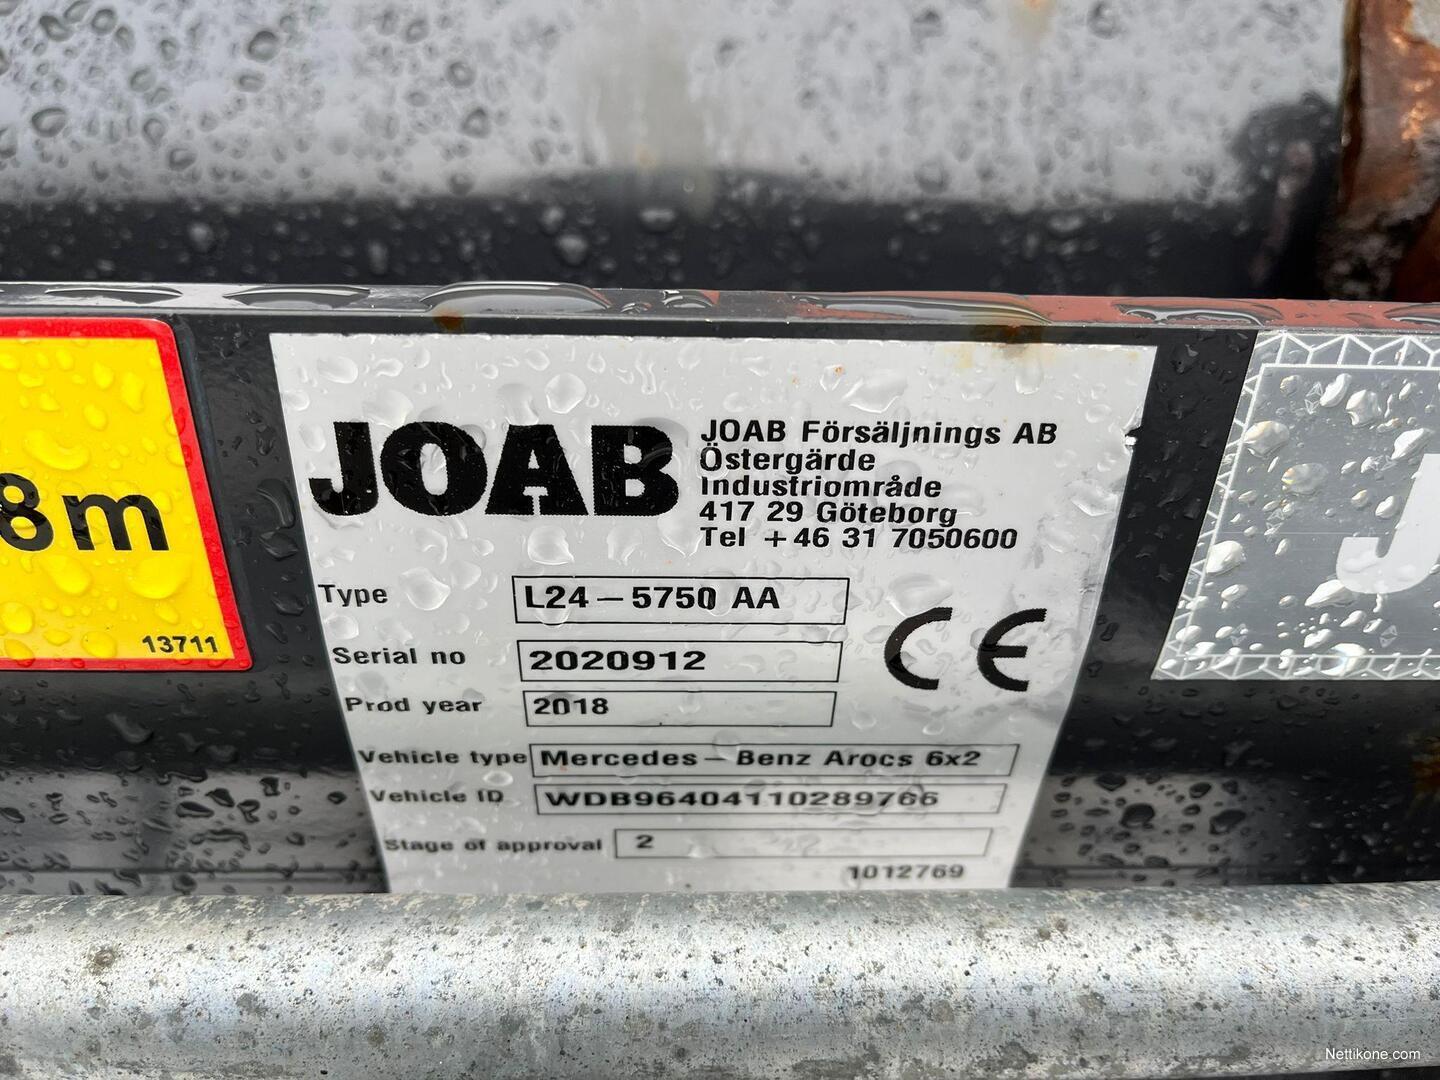 8m
13711
JOAB
JOAB Försäljnings AB
Östergärde
Industriområde
417 29 Göteborg
Tel +46 31 7050600
Type L24-5750 AA
Serial no 2020912
Prod year 2018
Vehicle type Mercedes-Benz Arocs 6x2
Vehicle ID WDB96404110289766
Stage of approval 2
1012769
CE
J
Nettikone.com